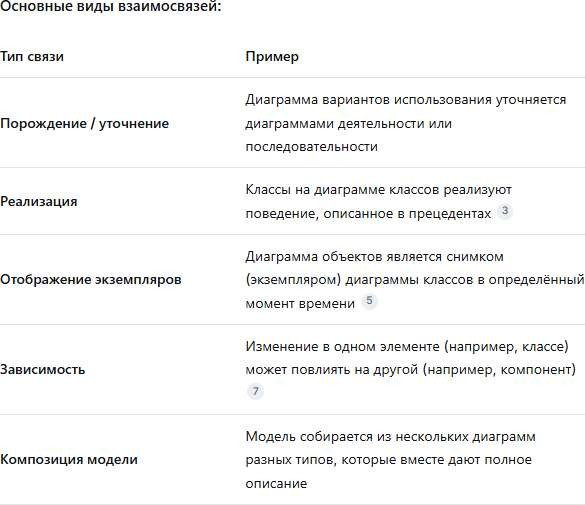 Основные виды взаимосвязей:
Тип связи
Пример
Порождение / уточнение
Диаграмма вариантов использования уточняется
диаграммами деятельности или
последовательности
Реализация
Классы на диаграмме классов реализуют
поведение, описанное в прецедентах 3
Отображение экземпляров
Диаграмма объектов является снимком
(экземпляром) диаграммы классов в определённый
момент времени 5
Зависимость
Изменение в одном элементе (например, классе)
может повлиять на другой (например, компонент)
7
Композиция модели
Модель собирается из нескольких диаграмм
разных типов, которые вместе дают полное
описание